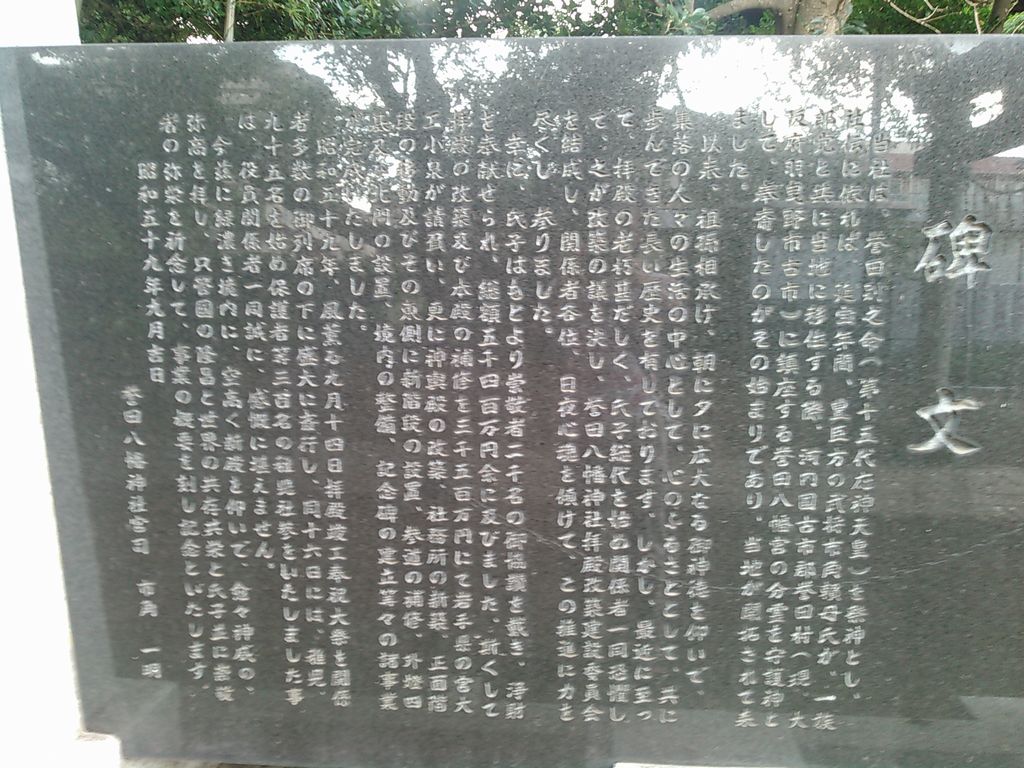 碑文
当社は、誉田別之命(第十五代応神天皇)を祭神とし、
社伝に依れば、延宝年間、皇臣方の武将市角頼母氏が、一族
郎党と共に当地に移住する際、河内国古市郡誉田村(現、大
阪府羽曳野市古市)に鎮座する誉田八幡宮の分霊を守護神と
して、奉斎したのがその始まりであり、当地が開拓されて来
ました。
以来、祖孫相承け、朝に夕に広大なる御神徳を仰いで、
集落の人々の生活の中心として、心のよるこどとして、共に
歩んできた長い歴史を有しております。しかし、最近に至っ
て、拝殿の老朽甚だしく、氏子総代を始め関係者一同恐懼し
て、之が改築の議を決し、誉田八幡神社拝殿改築建設委員会
を結成し、関係者各位、日夜心魂を傾けて、この推進に力を
尽くし 参りました。
幸に、氏子はもとより崇敬者二千名の御協賛を戴き、浄財
を奉献せられ、総額五千四百万円余に及びました、斯くして
拝殿の改築及び本殿の補修を三千三百万円にて岩手県の宮大
工小泉が請負い、更に神輿殿の改築、社務所の新築、正面階
段の移動及びその東側に新階段の設置、参道の補修、外燈四
基及び北門の設置、境内の整備、記念碑の建立等々の諸事業
が完成いたしました。
昭和五十九年、風薫る九月十四日拝殿竣工奉祝大祭を関係
者多数の御列席の下に盛大に斎行し、同十六日には、稚児
九十五名を始め保護者等三百名の稚児社参をいたしました事
は、役員関係者一同誠に、感慨に堪えません。
今茲に緑濃き境内に、空高く新殿を仰いで、愈々神威の、
弥高を拝し、只管国の隆昌と世界の共存共栄と氏子並に崇敬
者の弥栄を祈念して、事業の概要を刻し記念といたします。
昭和五十九年九月吉日
誉田八幡神社宮司 市角 一明